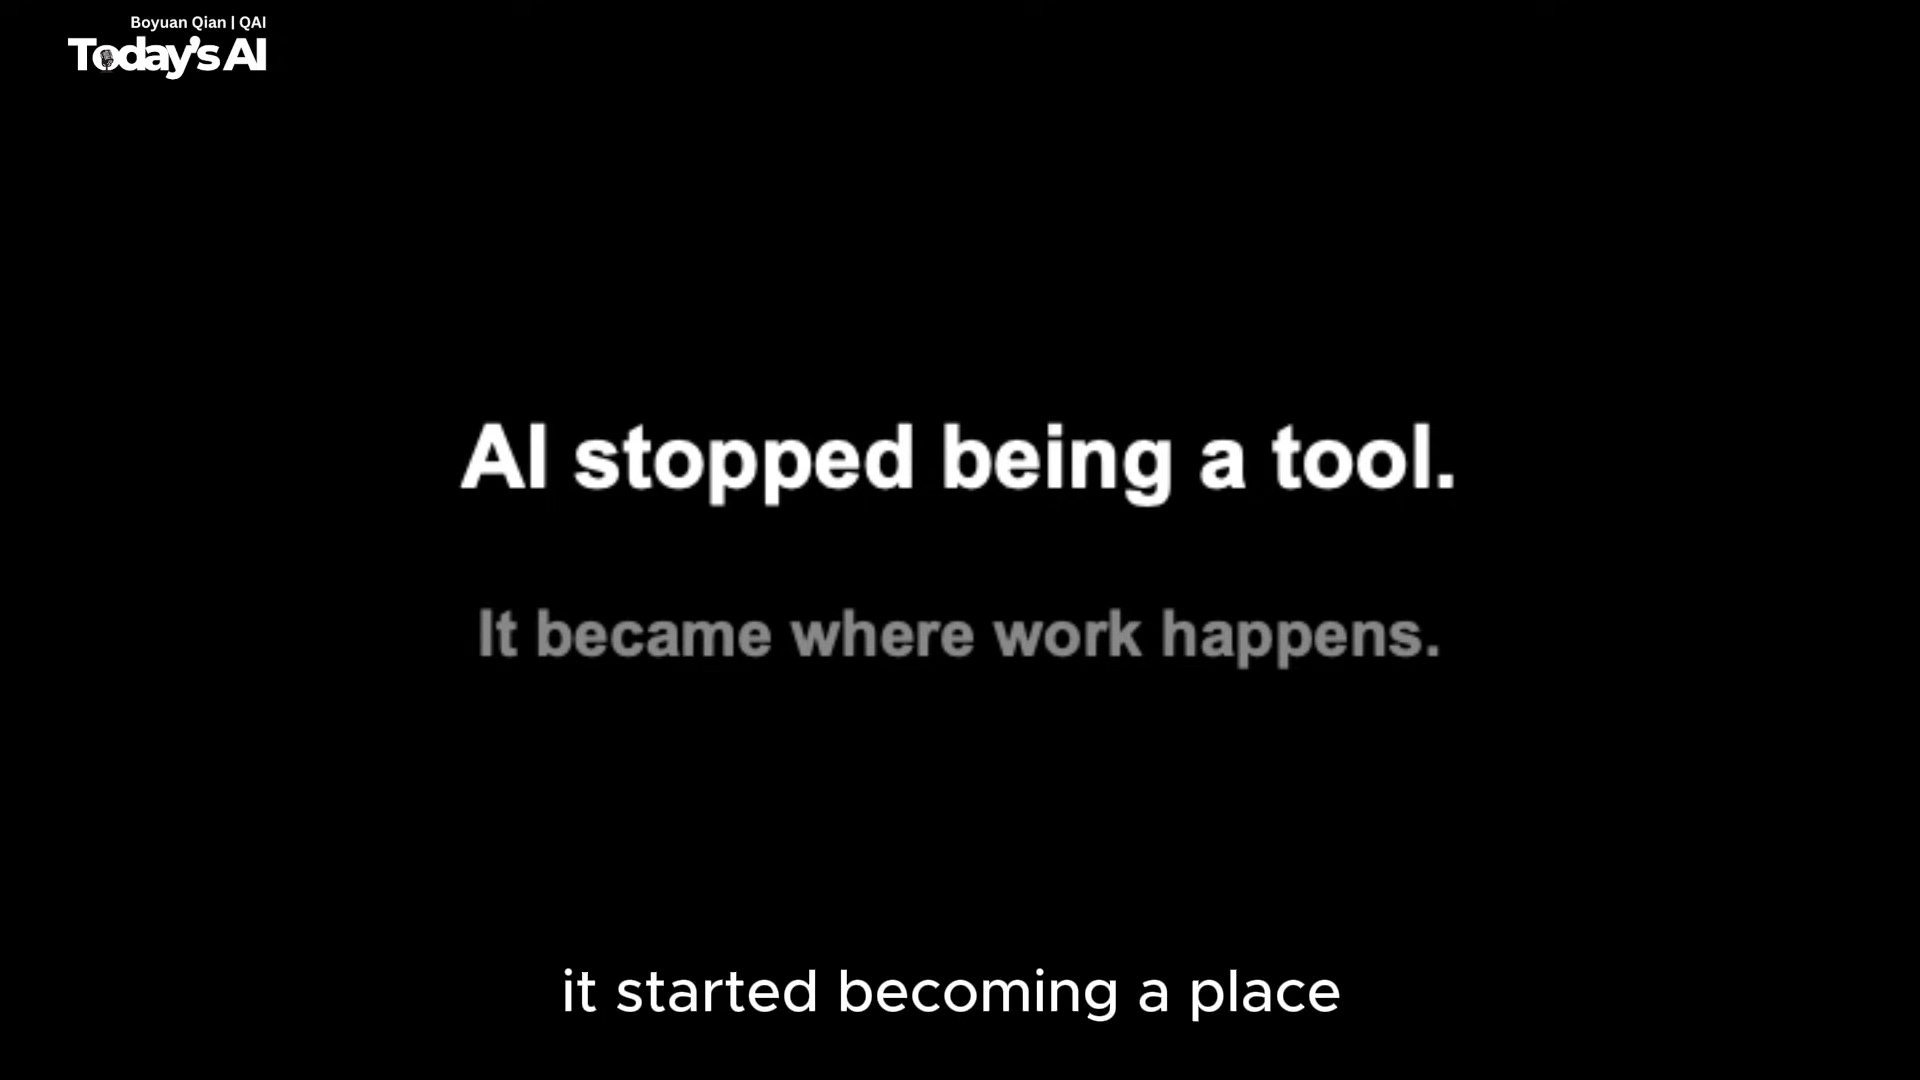 Boyuan Qian | QAI
Today's AI
AI stopped being a tool.
It became where work happens.
it started becoming a place